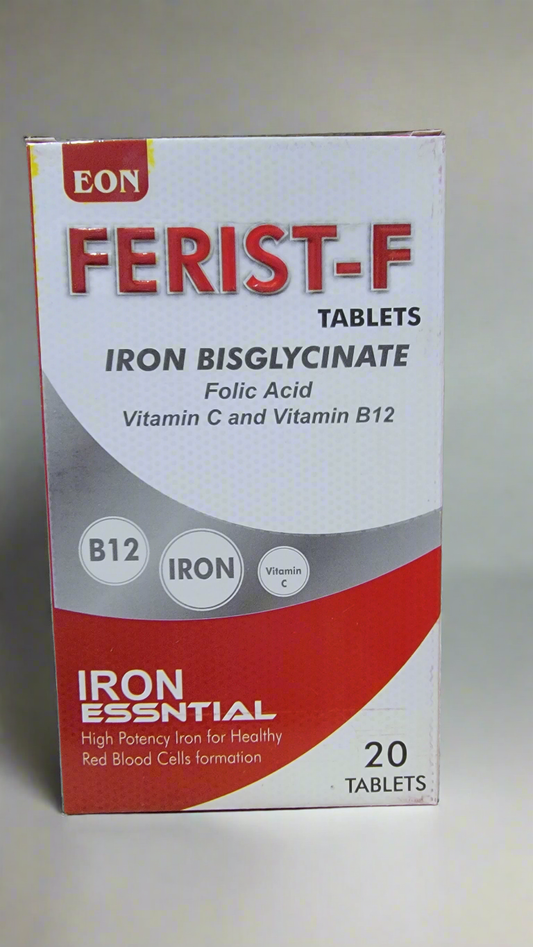 EON
FERIST-F
TABLETS
IRON BISGLYCINATE
Folic Acid
Vitamin C and Vitamin B12
B12
IRON
Vitamin
C
IRON
ESSNTIAL
High Potency Iron for Healthy
Red Blood Cells formation
20
TABLETS